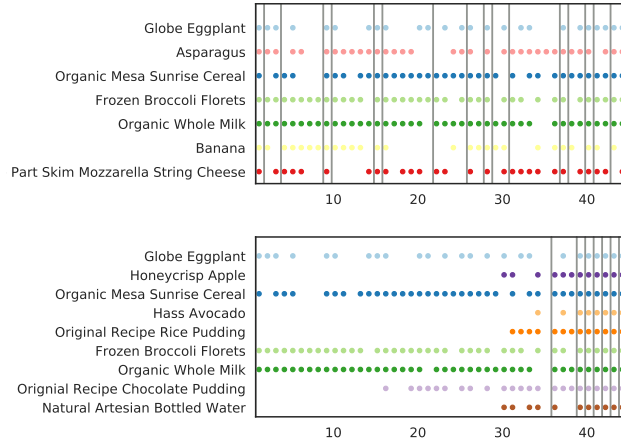 Globe Eggplant
Asparagus
Organic Mesa Sunrise Cereal
Frozen Broccoli Florets
Organic Whole Milk
Banana
Part Skim Mozzarella String Cheese
10 20 30 40
Globe Eggplant
Honeycrisp Apple
Organic Mesa Sunrise Cereal
Hass Avocado
Original Recipe Rice Pudding
Frozen Broccoli Florets
Organic Whole Milk
Orignial Recipe Chocolate Pudding
Natural Artesian Bottled Water
10 20 30 40